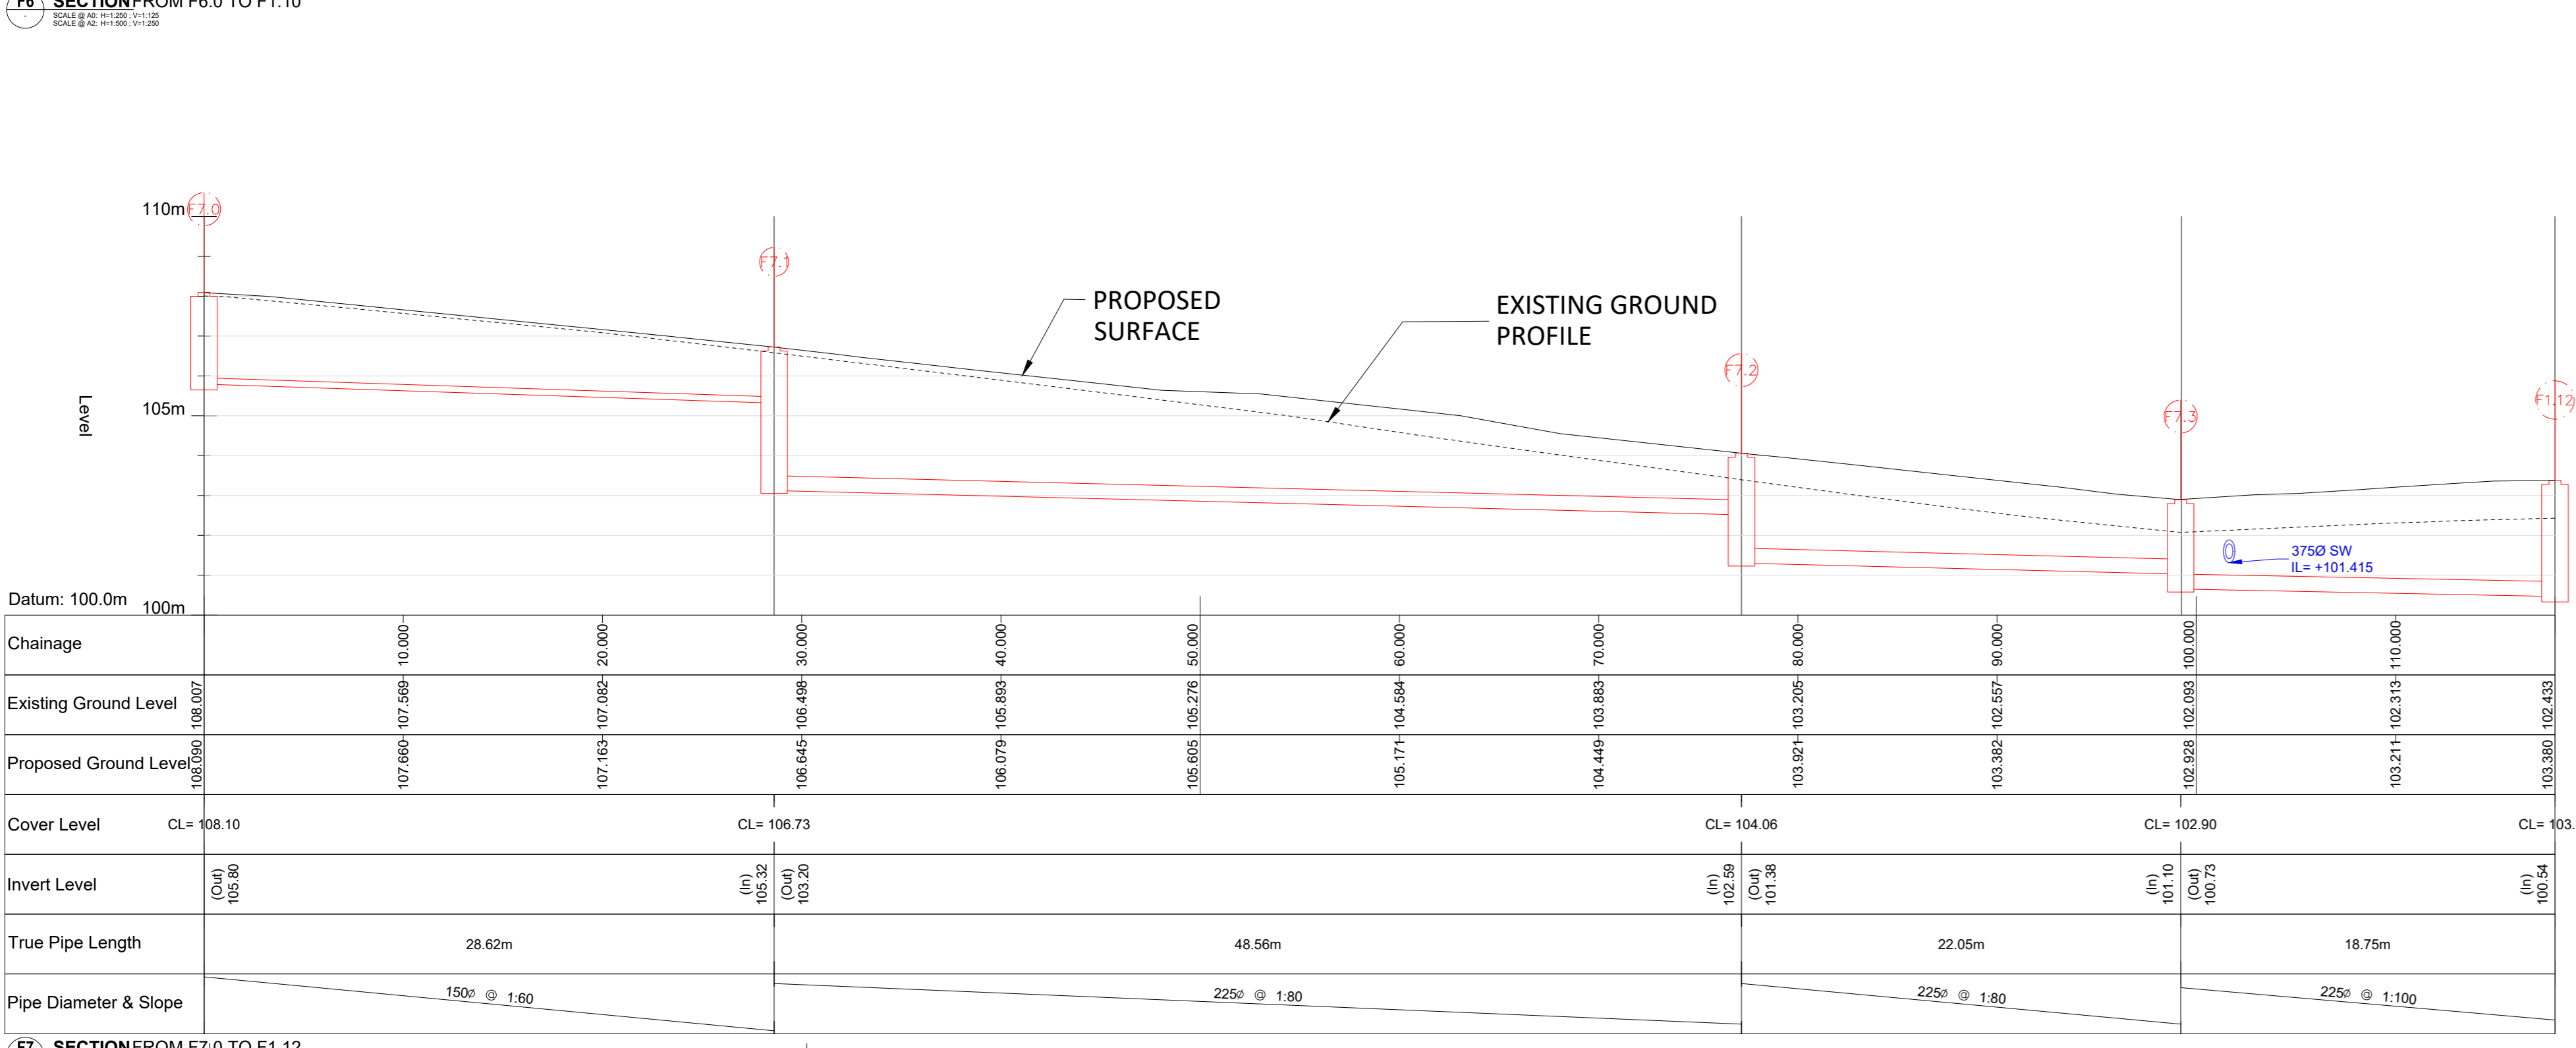 F6 SECTION FROM F6.0 TO F1.10
-
SCALE @ A0: H=1:250 ; V=1:125
SCALE @ A2: H=1:500 ; V=1:250
110m
F7.0
F7.1
PROPOSED
SURFACE
EXISTING GROUND
PROFILE
F7.2
F7.3
F1.12
Level
105m
375Ø SW
IL= +101.415
Datum: 100.0m
100m
Chainage 10.000 20.000 30.000 40.000 50.000 60.000 70.000 80.000 90.000 100.000 110.000
Existing Ground Level 108.007 107.569 107.082 106.498 105.893 105.276 104.584 103.883 103.205 102.557 102.093 102.313 102.433
Proposed Ground Level 108.090 107.660 107.163 106.645 106.079 105.605 105.171 104.449 103.921 103.382 102.928 103.211 103.380
Cover Level CL= 108.10 CL= 106.73 CL= 104.06 CL= 102.90 CL= 103.
Invert Level (Out) 105.80 (In) 105.32 (Out) 103.20 (In) 102.59 (Out) 101.38 (In) 101.10 (Out) 100.73 (In) 100.54
True Pipe Length 28.62m 48.56m 22.05m 18.75m
Pipe Diameter & Slope 150ø @ 1:60 225ø @ 1:80 225ø @ 1:80 225ø @ 1:100
F7 SECTION FROM F7.0 TO F1.12